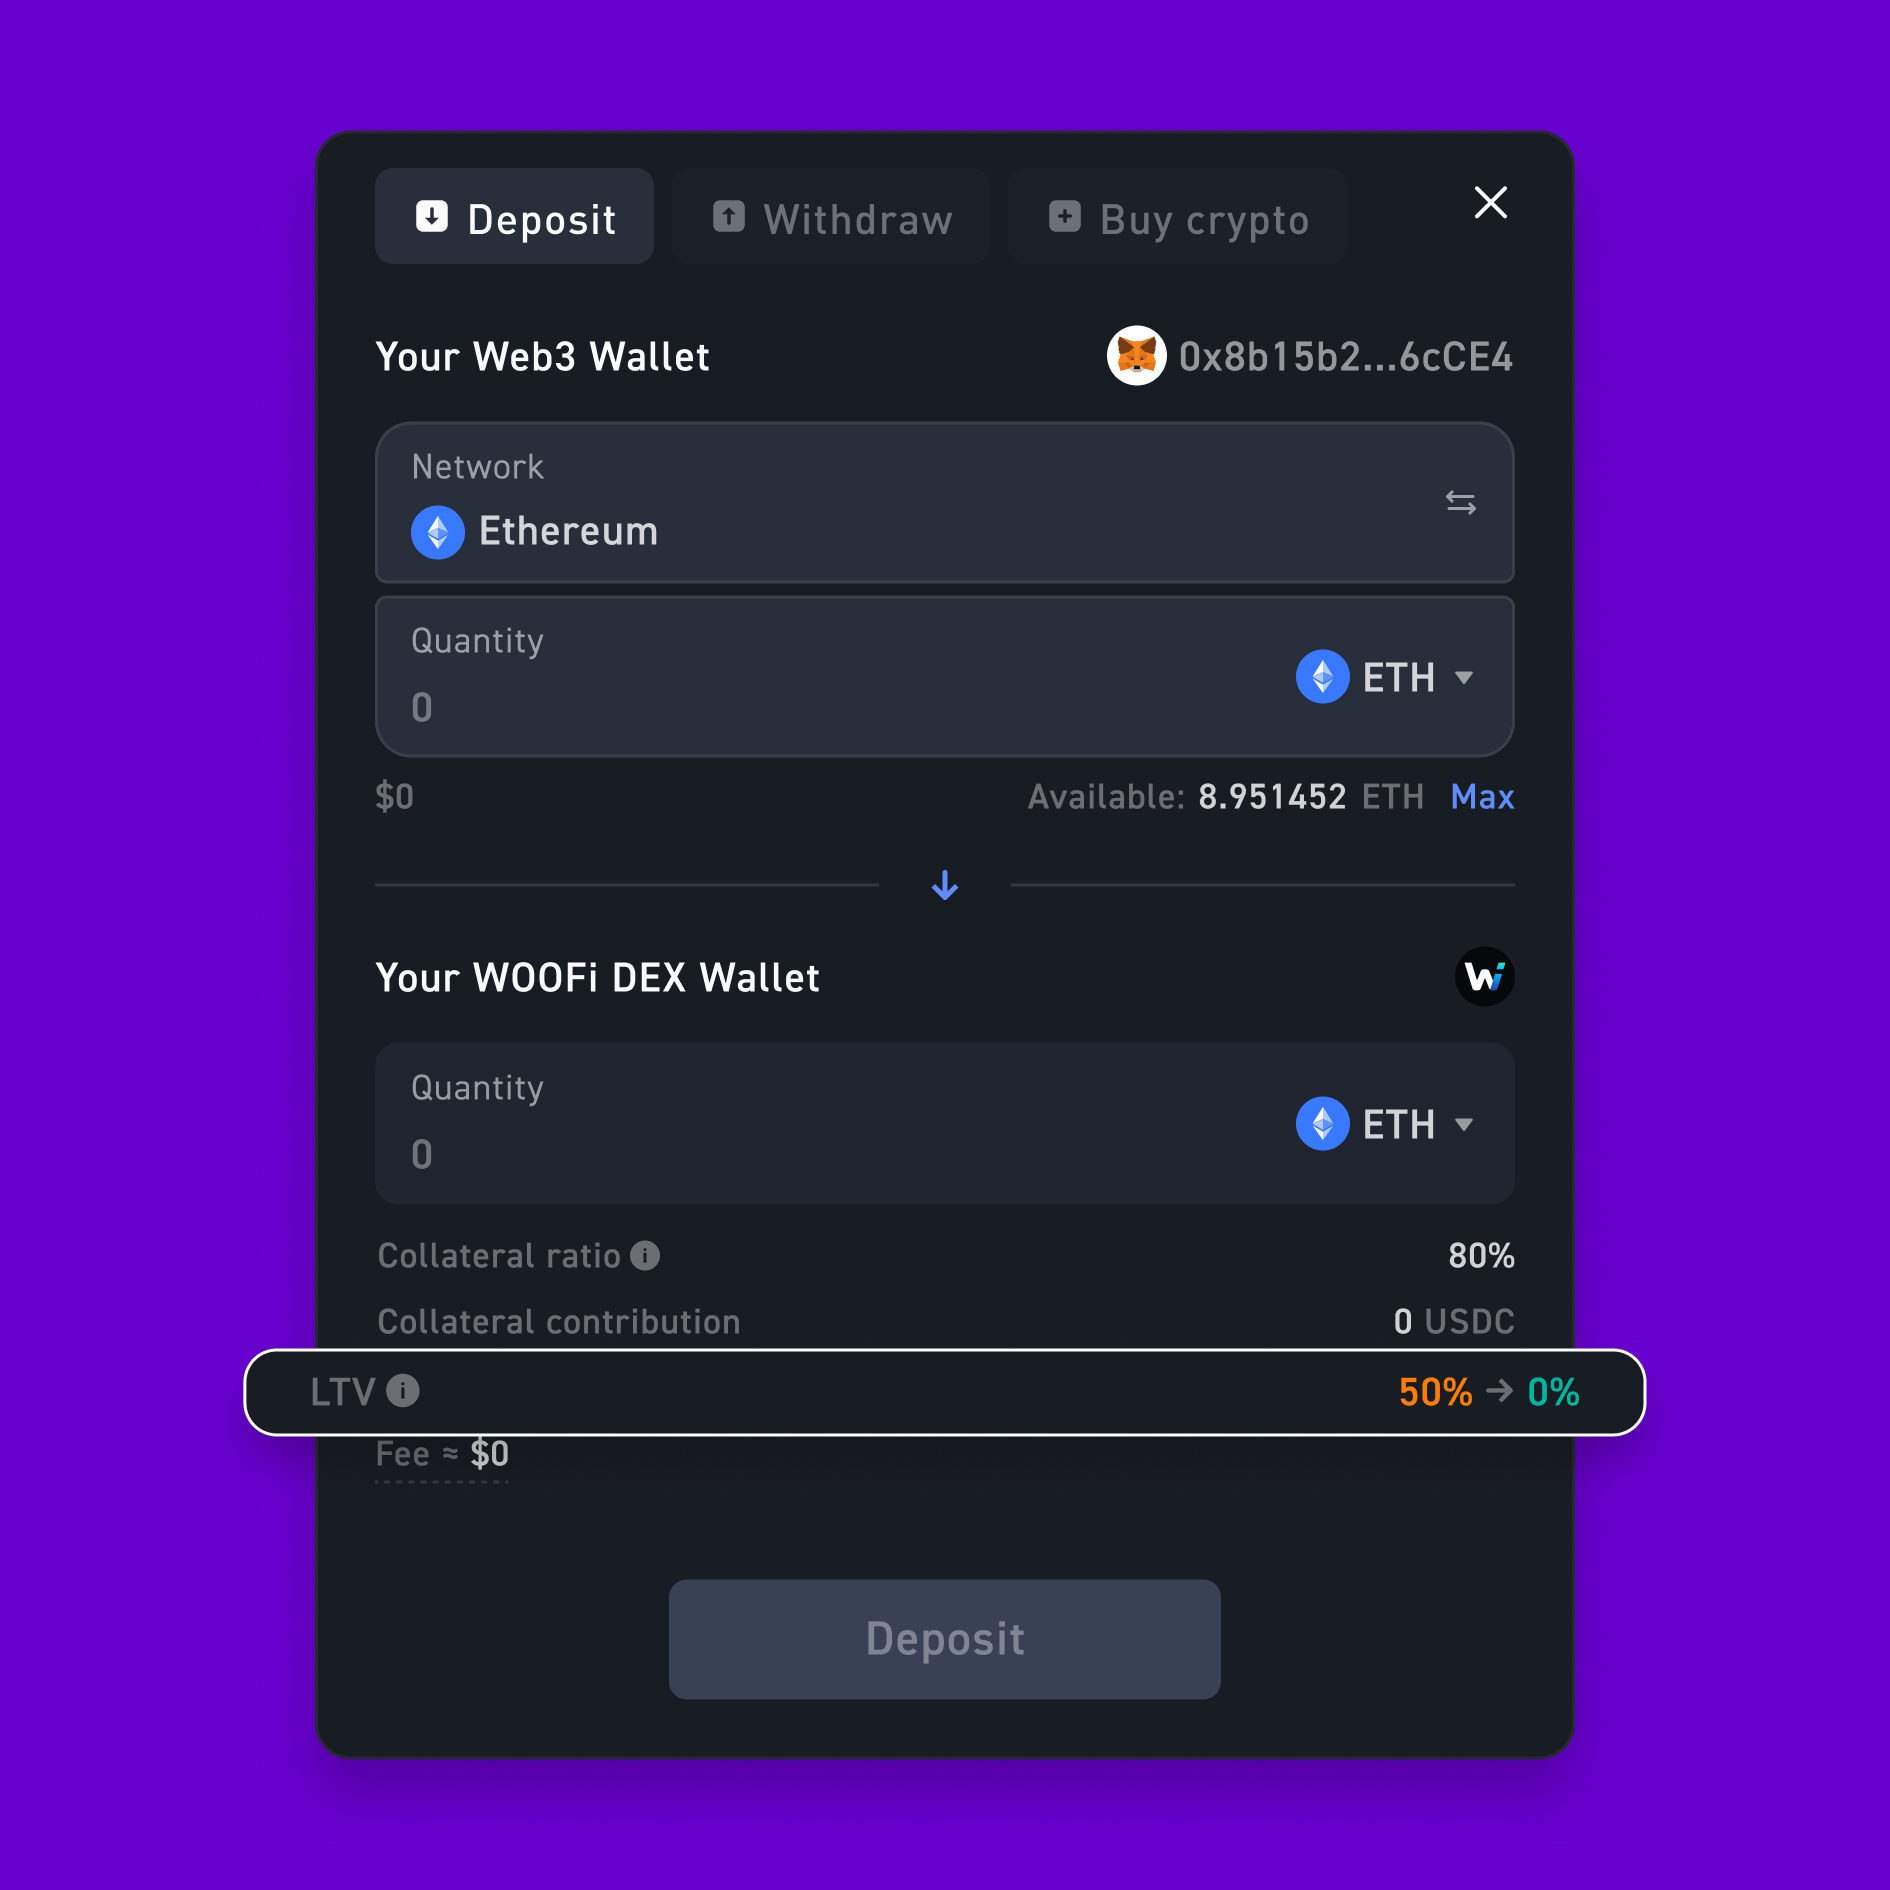 Deposit Withdraw Buy crypto
Your Web3 Wallet 0x8b15b2...6cCE4
Network
Ethereum
Quantity
0 ETH
$0 Available: 8.951452 ETH Max
Your WOOFi DEX Wallet Wi
Quantity
0 ETH
Collateral ratio 80%
Collateral contribution 0 USDC
LTV 50% → 0%
Fee ≈ $0
Deposit